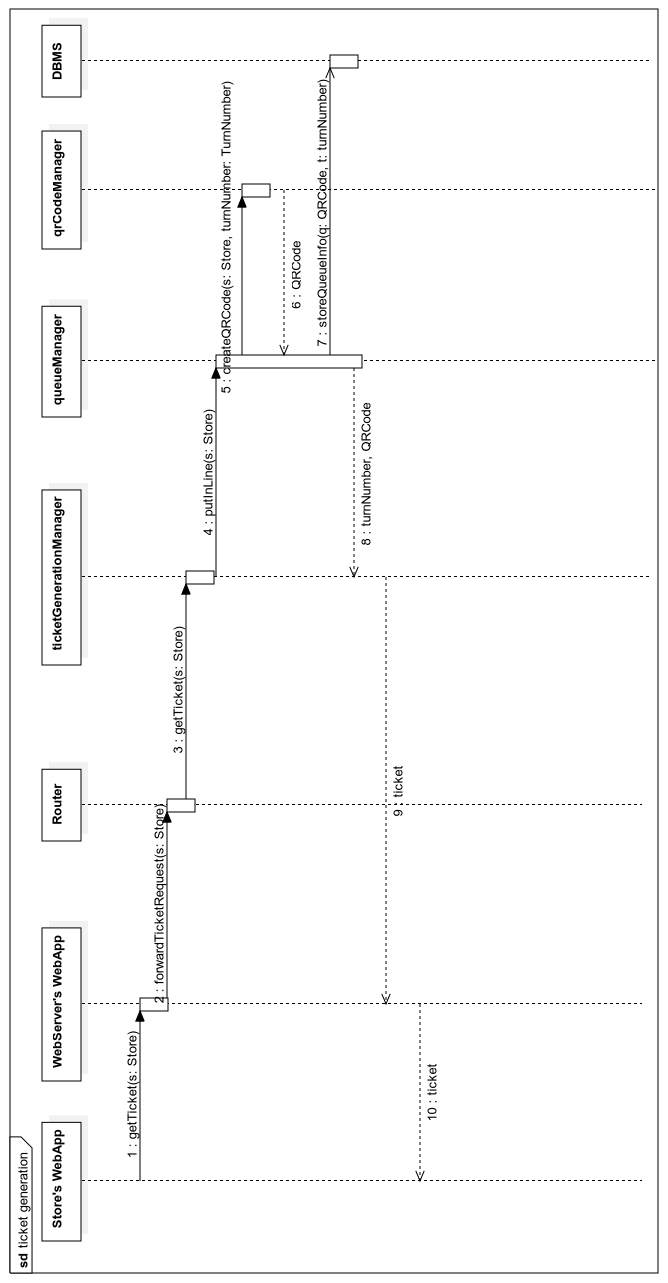 sd ticket generation
Store's WebApp
WebServer's WebApp
Router
ticketGenerationManager
queueManager
qrCodeManager
DBMS
1 : getTicket(s: Store)
2 : forwardTicketRequest(s: Store)
3 : getTicket(s: Store)
4 : putInLine(s: Store)
5 : createQRCode(s: Store, turnNumber: TurnNumber)
6 : QRCode
7 : storeQueueInfo(q: QRCode, t: turnNumber)
8 : turnNumber, QRCode
9 : ticket
10 : ticket